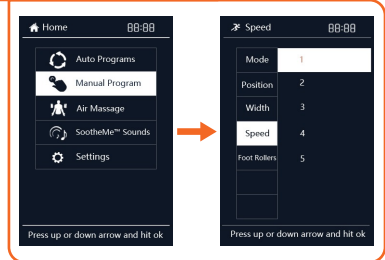 Home 88:88
Auto Programs
Manual Program
Air Massage
SootheMe™ Sounds
Settings
Press up or down arrow and hit ok
Speed 88:88
Mode 1
Position 2
Width 3
Speed 4
Foot Rollers 5
Press up or down arrow and hit ok